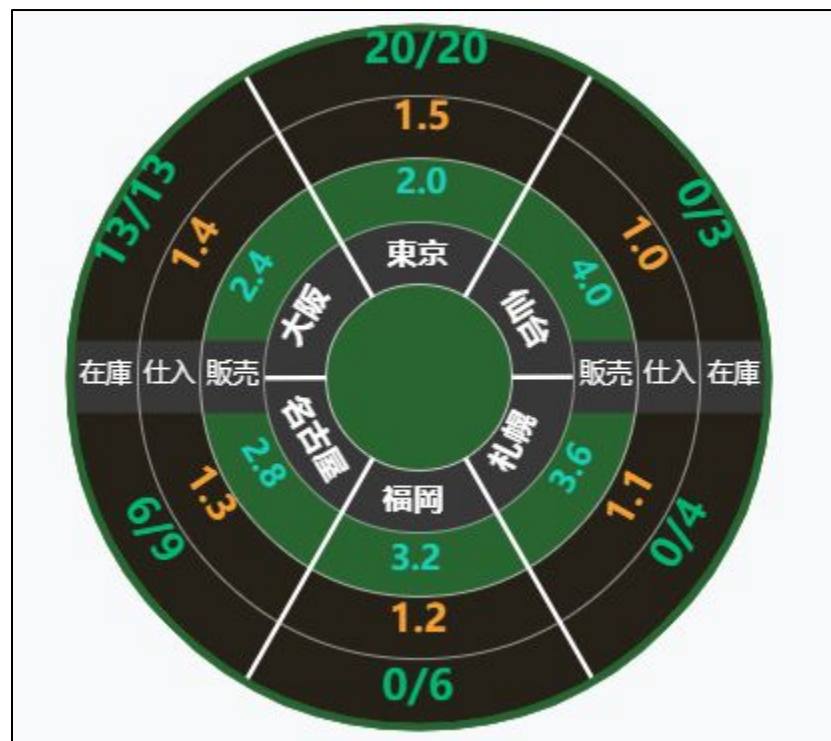 20/20
1.5
2.0
東京
13/13
1.4
2.4
大阪
0/3
1.0
4.0
仙台
在庫 仕入 販売
販売 仕入 在庫
9/9
1.3
2.8
名古屋
札幌
3.6
1.1
0/4
福岡
3.2
1.2
0/6